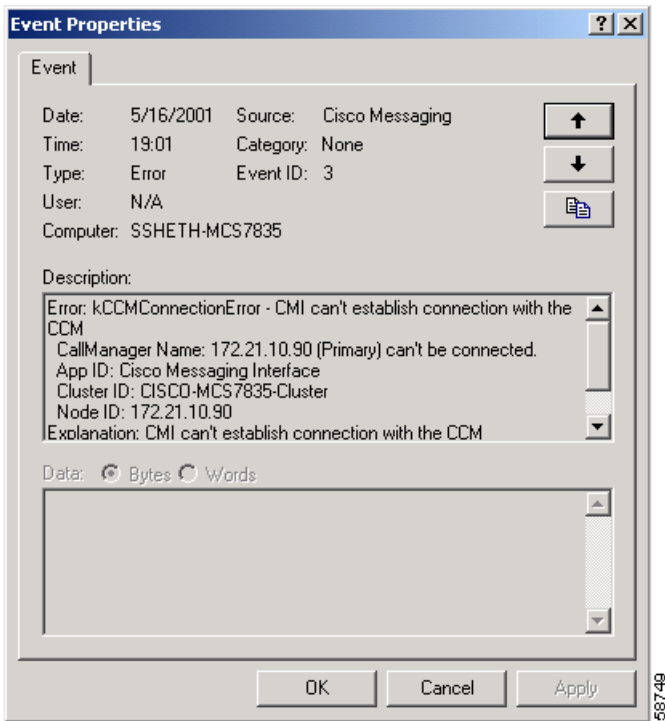 Event Properties
Event
Date: 5/16/2001 Source: Cisco Messaging
Time: 19:01 Category: None
Type: Error Event ID: 3
User: N/A
Computer: SSHETH-MCS7835
Description:
Error: kCCMConnectionError - CMI can't establish connection with the
CCM
CallManager Name: 172.21.10.90 (Primary) can't be connected.
App ID: Cisco Messaging Interface
Cluster ID: CISCO-MCS7835-Cluster
Node ID: 172.21.10.90
Explanation: CMI can't establish connection with the CCM
Data: Bytes Words
OK Cancel Apply
58749